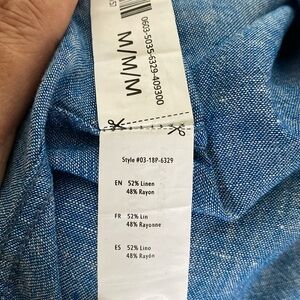 0603-5035-6329-409300
M/M/M
Style #03-18P-6329
EN 52% Linen
48% Rayon
FR 52% Lin
48% Rayonne
ES 52% Lino
48% Rayón